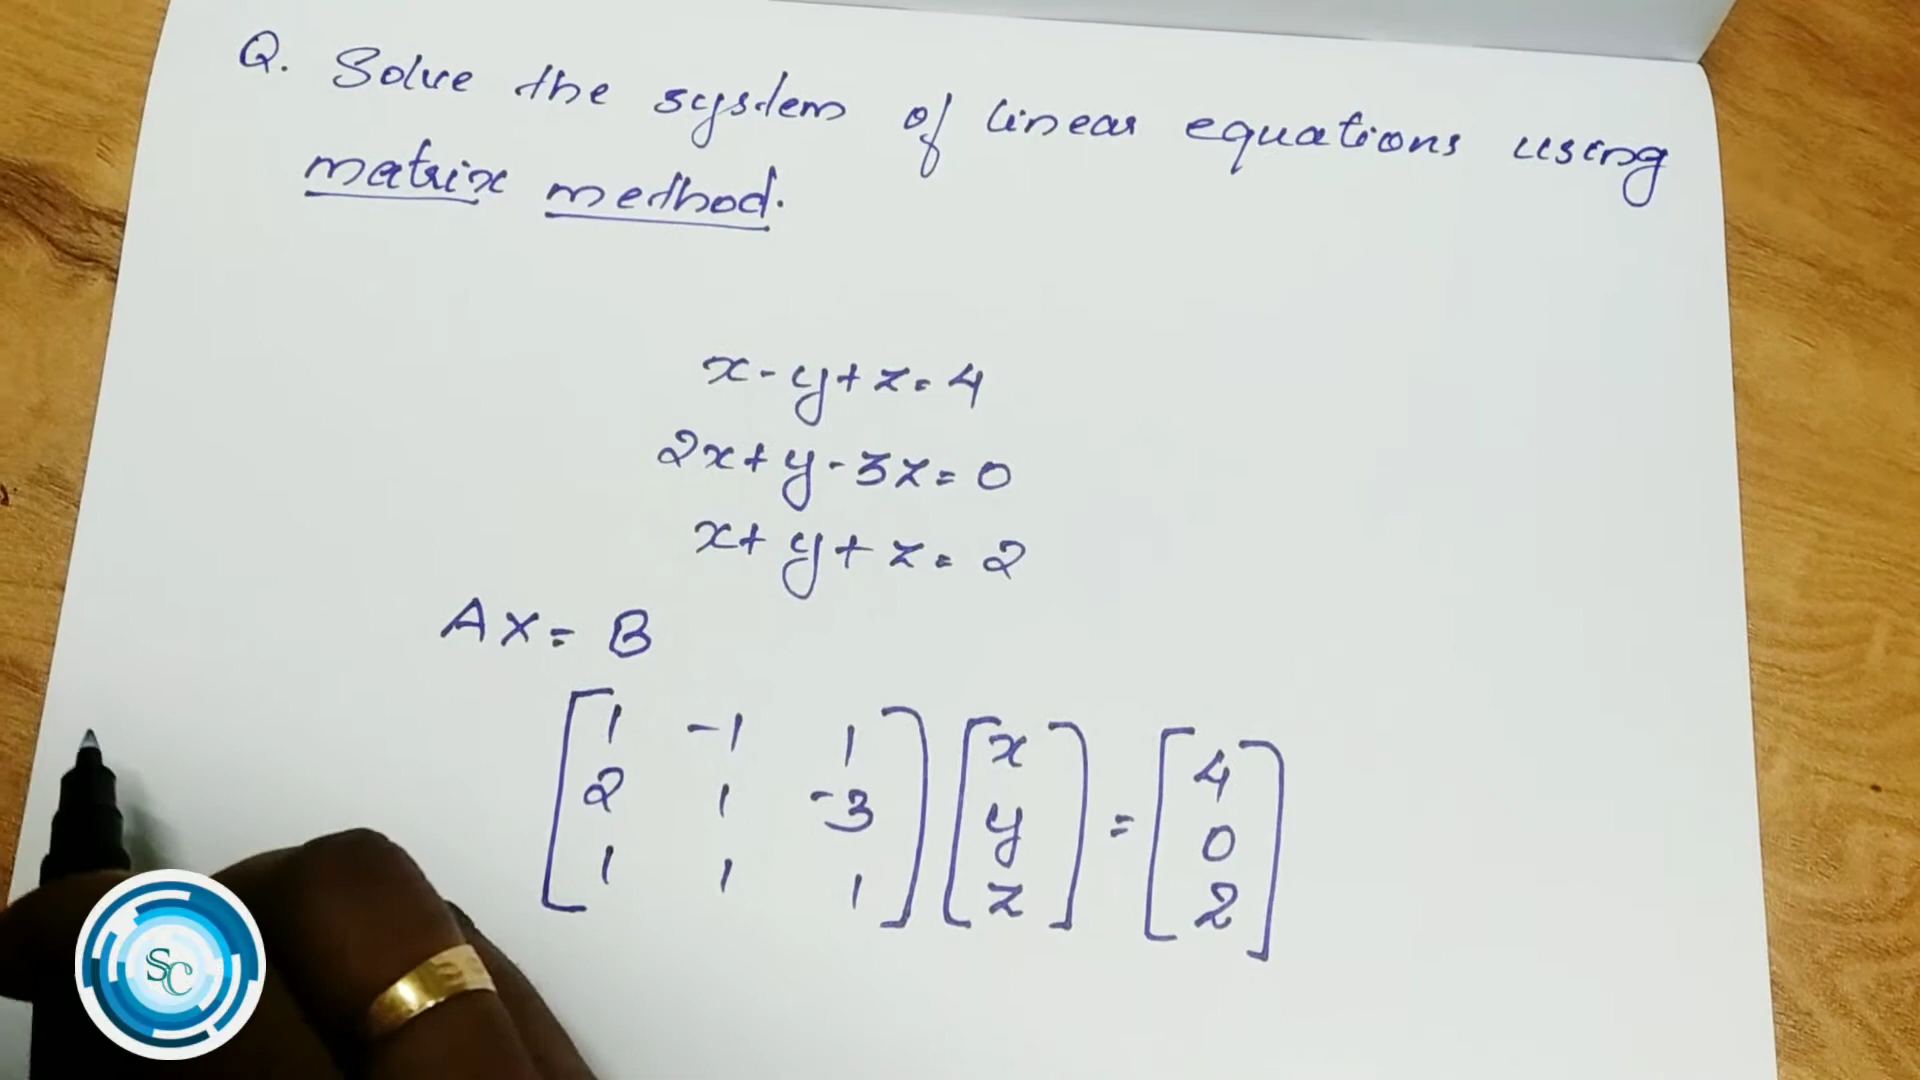 Q. Solve the system of linear equations using
matrix method.
x - y + z = 4
2x + y - 3z = 0
x + y + z = 2
AX = B
[1 -1 1] [x] = [4]
[2 1 -3] [y] [0]
[1 1 1] [z] [2]
SC